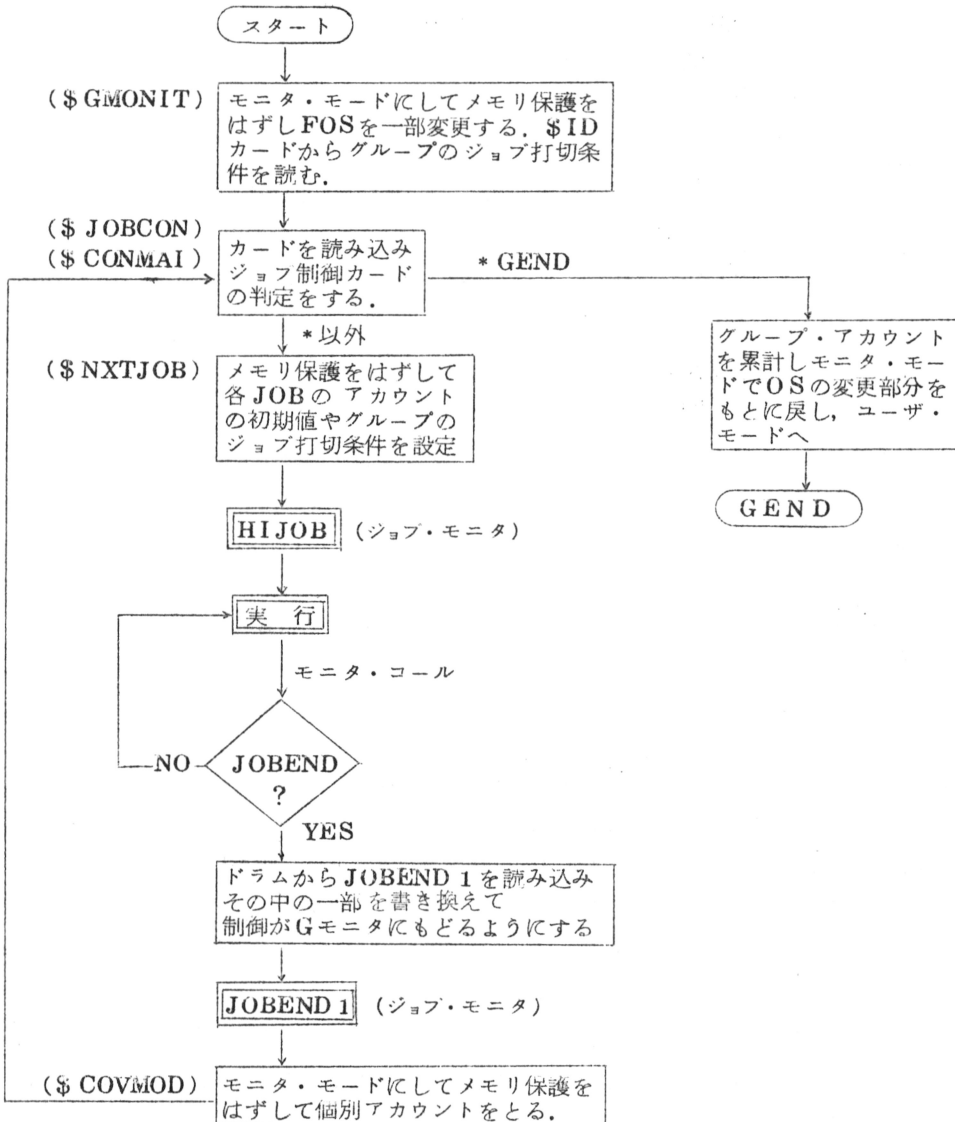 スタート
($ GMONIT)
モニタ・モードにしてメモリ保護を
はずしFOSを一部変更する. $ID
カードからグループのジョブ打切条
件を読む.
($ JOBCON)
($ CONMAI)
カードを読み込み
ジョブ制御カード
の判定をする.
* GEND
*以外
グループ・アカウント
を累計しモニタ・モー
ドでOSの変更部分を
もとに戻し, ユーザ・
モードへ
GEND
($ NXTJOB)
メモリ保護をはずして
各JOBの アカウント
の初期値やグループの
ジョブ打切条件を設定
HIJOB (ジョブ・モニタ)
実 行
モニタ・コール
NO
JOBEND
?
YES
ドラムからJOBEND 1を読み込み
その中の一部を書き換えて
制御がGモニタにもどるようにする
JOBEND 1 (ジョブ・モニタ)
($ COVMOD)
モニタ・モードにしてメモリ保護を
はずして個別アカウントをとる.